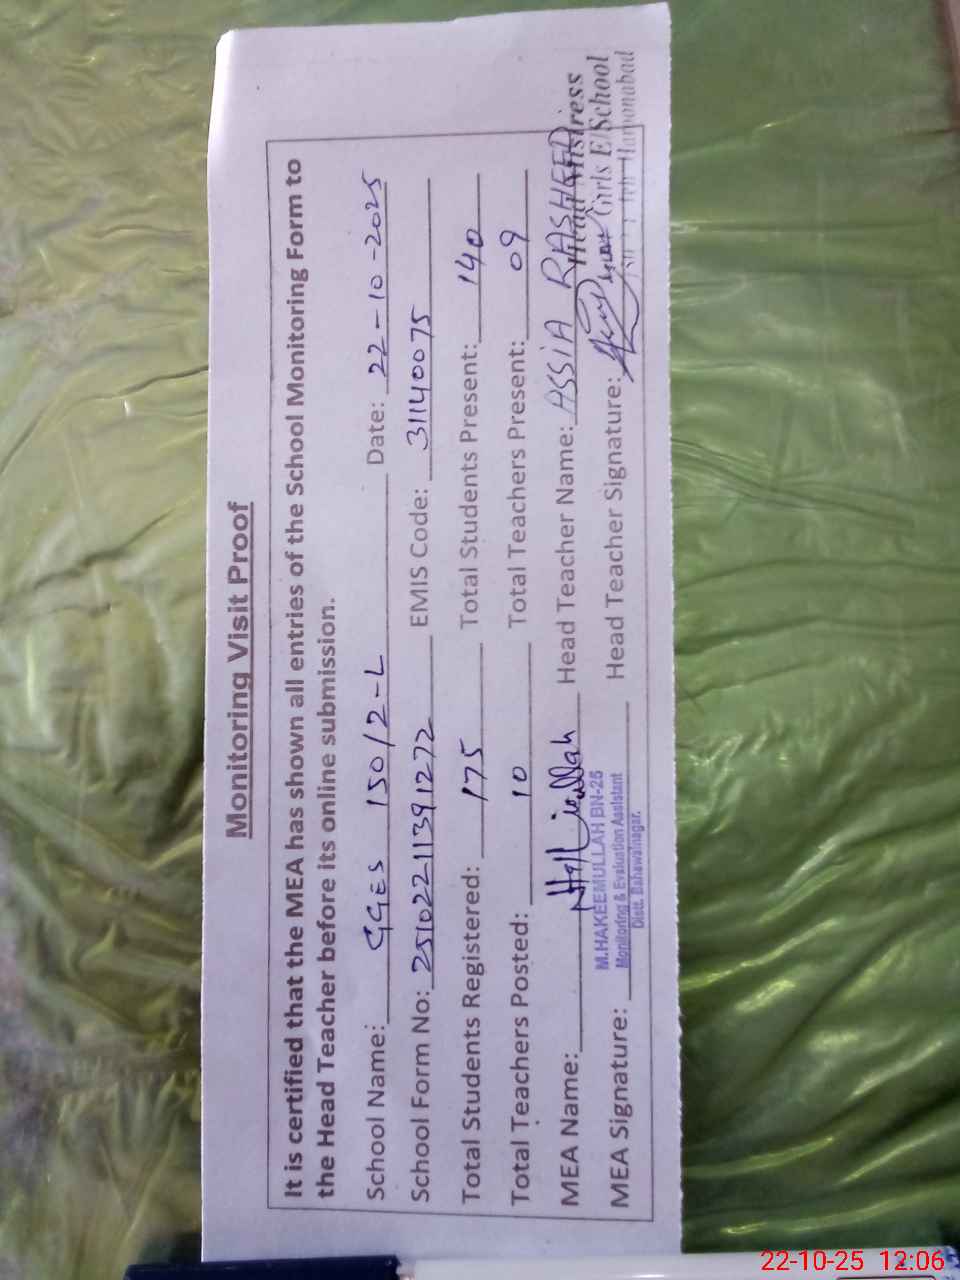 Monitoring Visit Proof
It is certified that the MEA has shown all entries of the School Monitoring Form to
the Head Teacher before its online submission.
School Name: GGES 150/2-L Date: 22-10-2025
School Form No: 25102211391272 EMIS Code: 31140075
Total Students Registered: 175 Total Students Present: 140
Total Teachers Posted: 10 Total Teachers Present: 09
MEA Name: Head Teacher Name: ASSIA RASHEED
M.HAKEEMULLAH BN-25
Monitoring & Evaluation Assistant
Distt. Bahawalnagar.
MEA Signature: Head Teacher Signature:
Head Mistress
Govt Girls E/School
Haroonabad
22-10-25 12:06